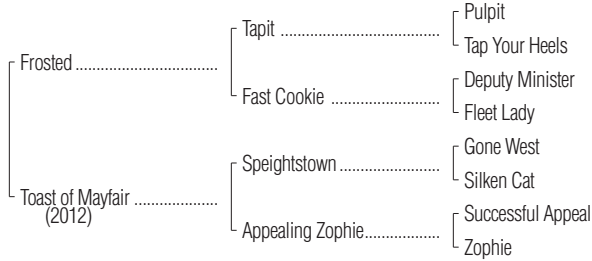 Pulpit
Tapit ........................................
Tap Your Heels
Frosted ....................................
Deputy Minister
Fast Cookie ...........................
Fleet Lady
Gone West
Speightstown .........................
Silken Cat
Toast of Mayfair .....................
(2012)
Successful Appeal
Appealing Zophie...................
Zophie